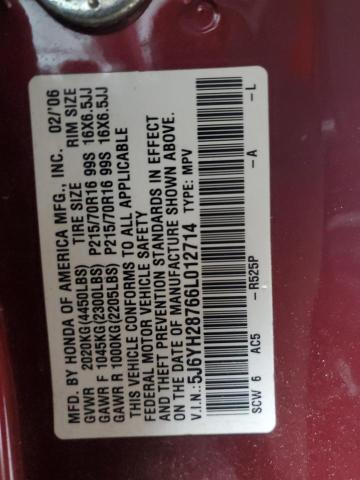 MFD. BY HONDA OF AMERICA MFG., INC. 02/'06
TIRE SIZE RIM SIZE
GVWR 2020KG(4450LBS)
GAWR F 1045KG(2300LBS) P215/70R16 99S 16X6.5JJ
GAWR R 1000KG(2205LBS) P215/70R16 99S 16X6.5JJ
THIS VEHICLE CONFORMS TO ALL APPLICABLE
FEDERAL MOTOR VEHICLE SAFETY
AND THEFT PREVENTION STANDARDS IN EFFECT
ON THE DATE OF MANUFACTURE SHOWN ABOVE.
V.I.N.:5J6YH28766L012714 TYPE: MPV
SCW 6 AC5 -R525P -A -L